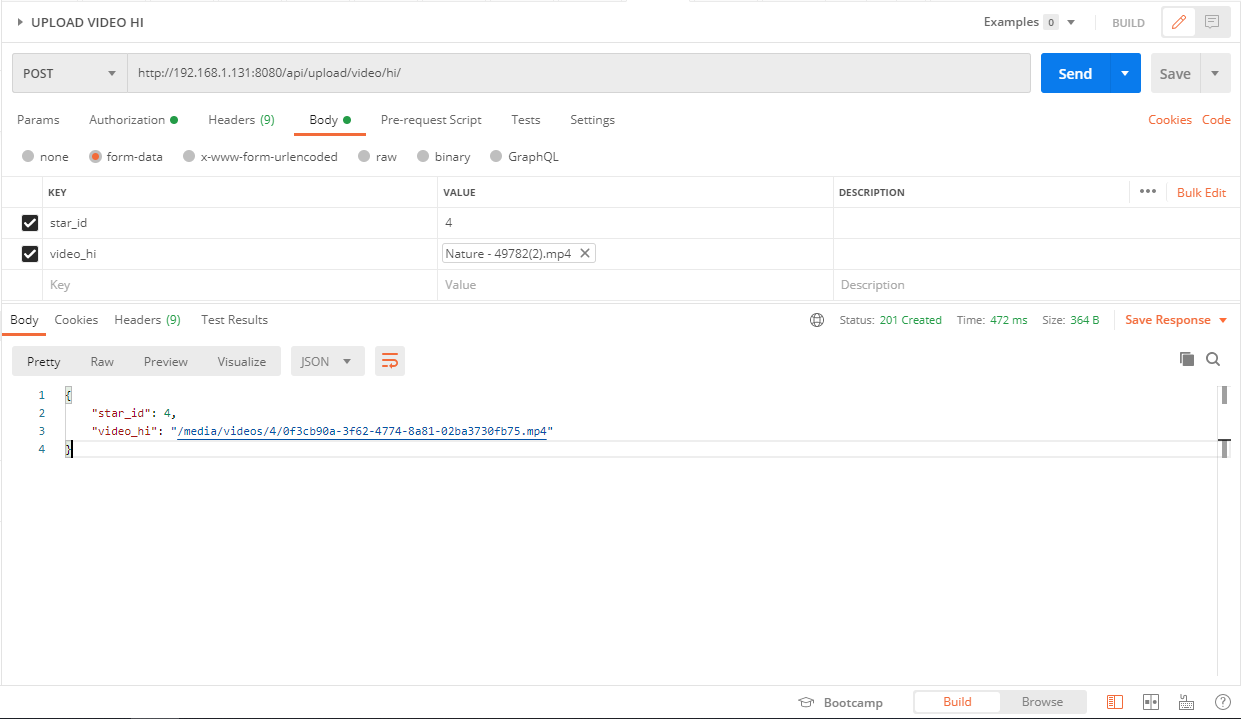 UPLOAD VIDEO HI Examples 0 BUILD
POST http://192.168.1.131:8080/api/upload/video/hi/ Send Save
Params Authorization Headers (9) Body Pre-request Script Tests Settings Cookies Code
none form-data x-www-form-urlencoded raw binary GraphQL
KEY VALUE DESCRIPTION ••• Bulk Edit
star_id 4
video_hi Nature - 49782(2).mp4
Key Value Description
Body Cookies Headers (9) Test Results Status: 201 Created Time: 472 ms Size: 364 B Save Response
Pretty Raw Preview Visualize JSON
1 {
2 "star_id": 4,
3 "video_hi": "/media/videos/4/0f3cb90a-3f62-4774-8a81-02ba3730fb75.mp4"
4 }
Bootcamp Build Browse ?